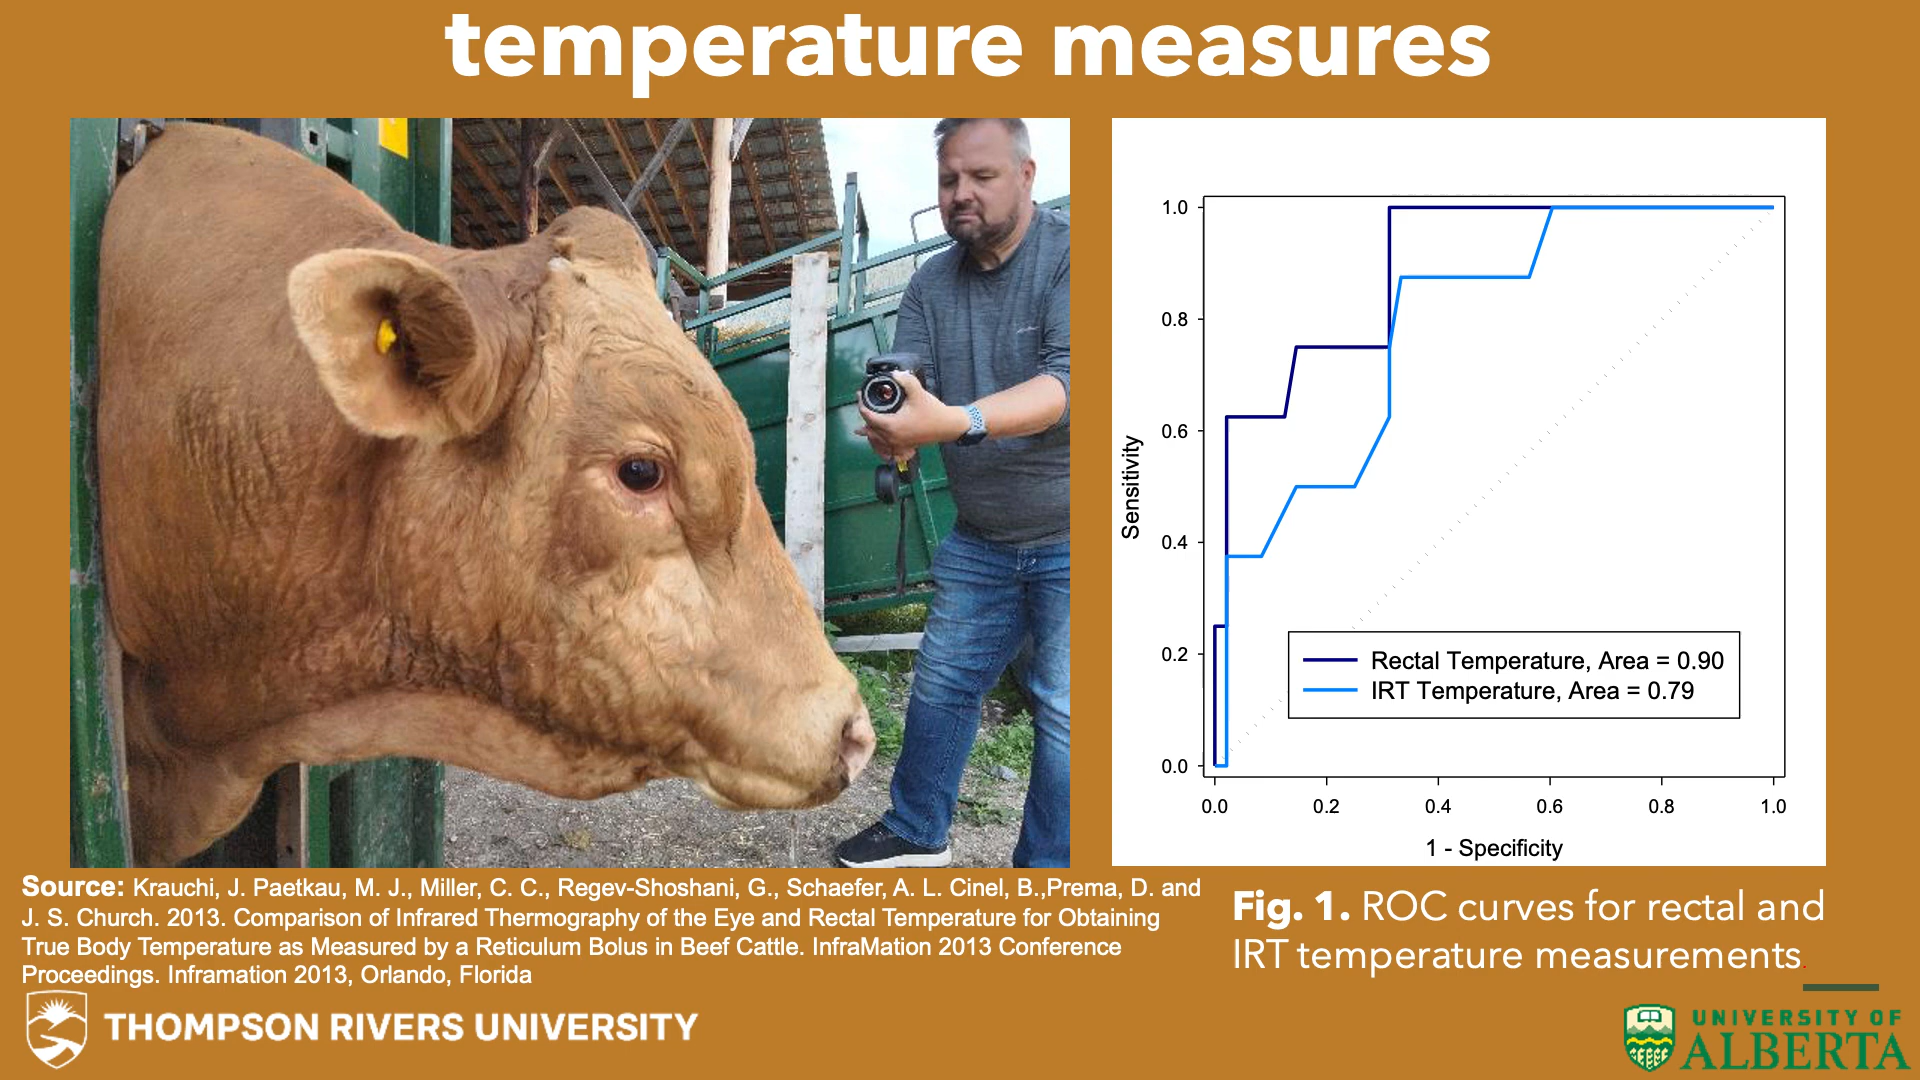 temperature measures
1.0
0.8
0.6
0.4
0.2
0.0
Sensitivity
Rectal Temperature, Area = 0.90
IRT Temperature, Area = 0.79
0.0 0.2 0.4 0.6 0.8 1.0
1 - Specificity
Source: Krauchi, J. Paetkau, M. J., Miller, C. C., Regev-Shoshani, G., Schaefer, A. L. Cinel, B.,Prema, D. and
J. S. Church. 2013. Comparison of Infrared Thermography of the Eye and Rectal Temperature for Obtaining
True Body Temperature as Measured by a Reticulum Bolus in Beef Cattle. InfraMation 2013 Conference
Proceedings. Inframation 2013, Orlando, Florida
Fig. 1. ROC curves for rectal and
IRT temperature measurements.
THOMPSON RIVERS UNIVERSITY
UNIVERSITY OF
ALBERTA